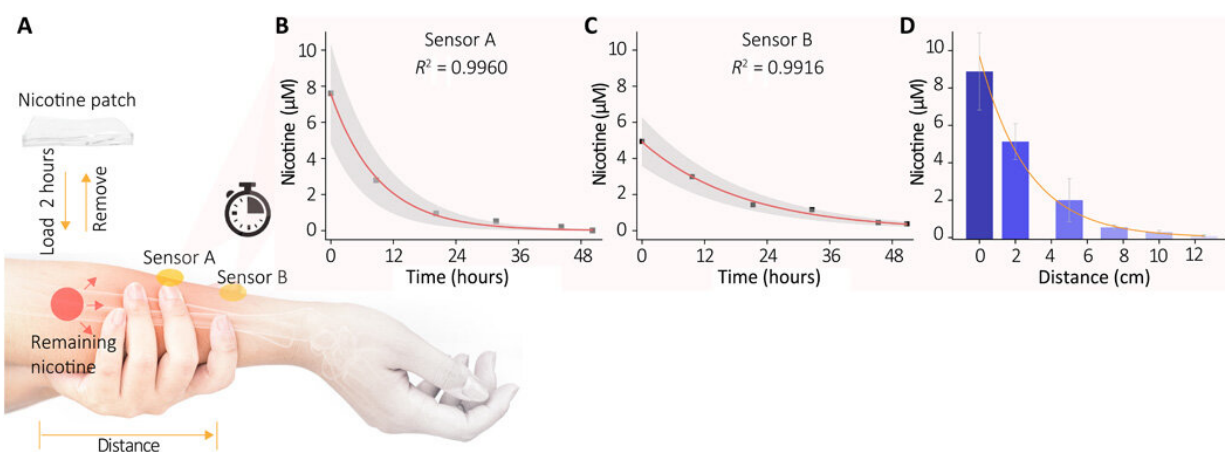 A
Nicotine patch
Load 2 hours
Remove
Sensor A
Sensor B
Remaining
nicotine
Distance
B
Sensor A
R² = 0.9960
Nicotine (μM)
10
8
6
4
2
0
0 12 24 36 48
Time (hours)
C
Sensor B
R² = 0.9916
Nicotine (μM)
10
8
6
4
2
0
0 12 24 36 48
Time (hours)
D
Nicotine (μM)
10
8
6
4
2
0
0 2 4 6 8 10 12
Distance (cm)